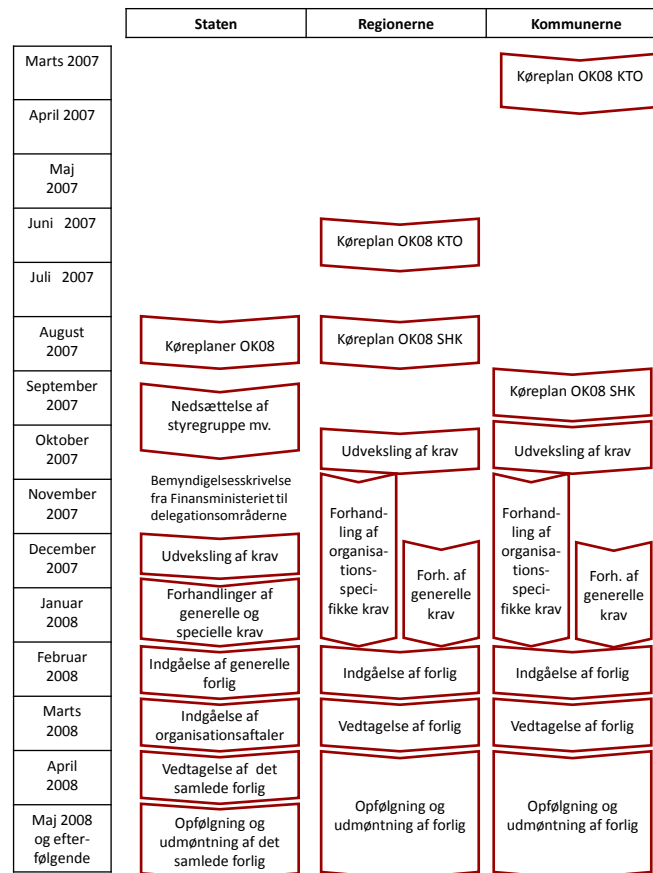 Staten
Regionerne
Kommunerne
Marts 2007
Køreplan OK08 KTO
April 2007
Maj
2007
Juni 2007
Køreplan OK08 KTO
Juli 2007
August
2007
Køreplaner OK08
Køreplan OK08 SHK
September
2007
Nedsættelse af
styregruppe mv.
Køreplan OK08 SHK
Oktober
2007
Udveksling af krav
Udveksling af krav
November
2007
Bemyndigelsesskrivelse
fra Finansministeriet til
delegationsområderne
Forhand-
ling af
organisa-
tions-
speci-
fikke krav
Forhand-
ling af
organisa-
tions-
speci-
fikke krav
December
2007
Udveksling af krav
Forh. af
generelle
krav
Forh. af
generelle
krav
Januar
2008
Forhandlinger af
generelle og
specielle krav
Februar
2008
Indgåelse af generelle
forlig
Indgåelse af forlig
Indgåelse af forlig
Marts
2008
Indgåelse af
organisationsaftaler
Vedtagelse af forlig
Vedtagelse af forlig
April
2008
Vedtagelse af det
samlede forlig
Opfølgning og
udmøntning af forlig
Opfølgning og
udmøntning af forlig
Maj 2008
og efter-
følgende
Opfølgning og
udmøntning af det
samlede forlig